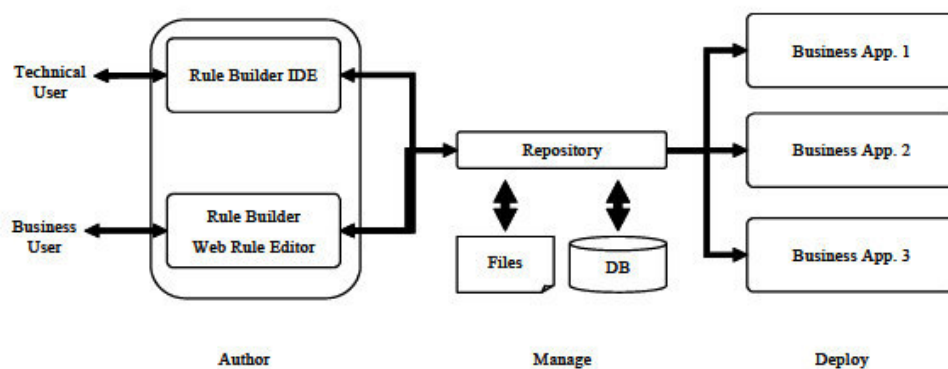 Technical
User
Rule Builder IDE
Business
User
Rule Builder
Web Rule Editor
Repository
Files
DB
Business App. 1
Business App. 2
Business App. 3
Author
Manage
Deploy